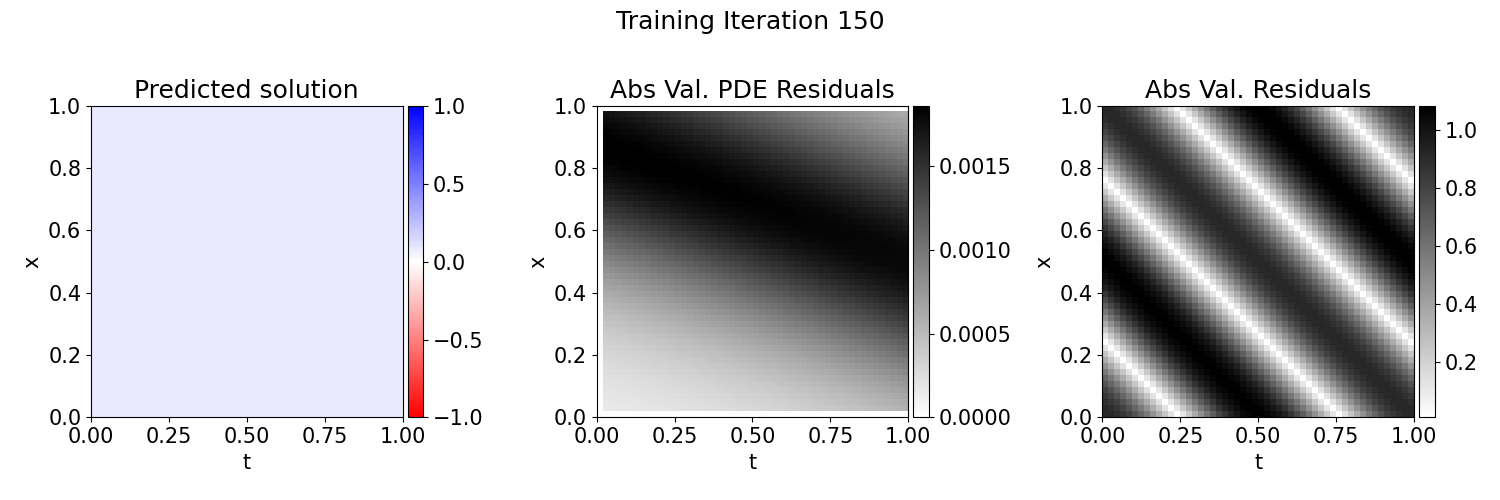 Training Iteration 150
Predicted solution
1.0
0.8
0.6
0.4
0.2
0.0
x
0.00 0.25 0.50 0.75 1.00
t
1.0
0.5
0.0
−0.5
−1.0
Abs Val. PDE Residuals
1.0
0.8
0.6
0.4
0.2
0.0
x
0.00 0.25 0.50 0.75 1.00
t
0.0015
0.0010
0.0005
0.0000
Abs Val. Residuals
1.0
0.8
0.6
0.4
0.2
0.0
x
0.00 0.25 0.50 0.75 1.00
t
1.0
0.8
0.6
0.4
0.2